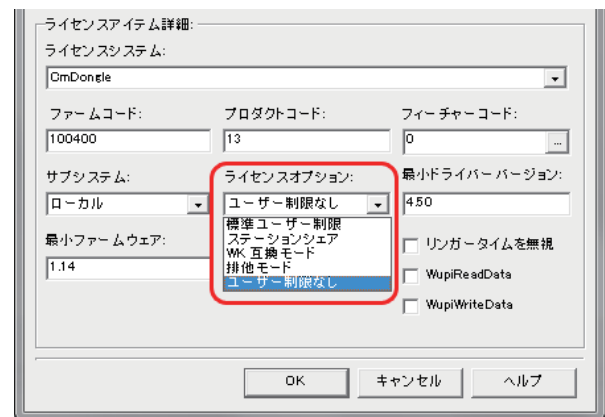 ライセンスアイテム詳細:
ライセンスシステム:
CmDongle
ファームコード:
プロダクトコード:
フィーチャーコード:
100400
13
0
...
サブシステム:
ライセンスオプション:
最小ドライバーバージョン:
ローカル
ユーザー制限なし
4.50
標準ユーザー制限
ステーションシェア
WK 互換モード
排他モード
ユーザー制限なし
最小ファームウェア:
1.14
リンガータイムを無視
WupiReadData
WupiWriteData
OK
キャンセル
ヘルプ